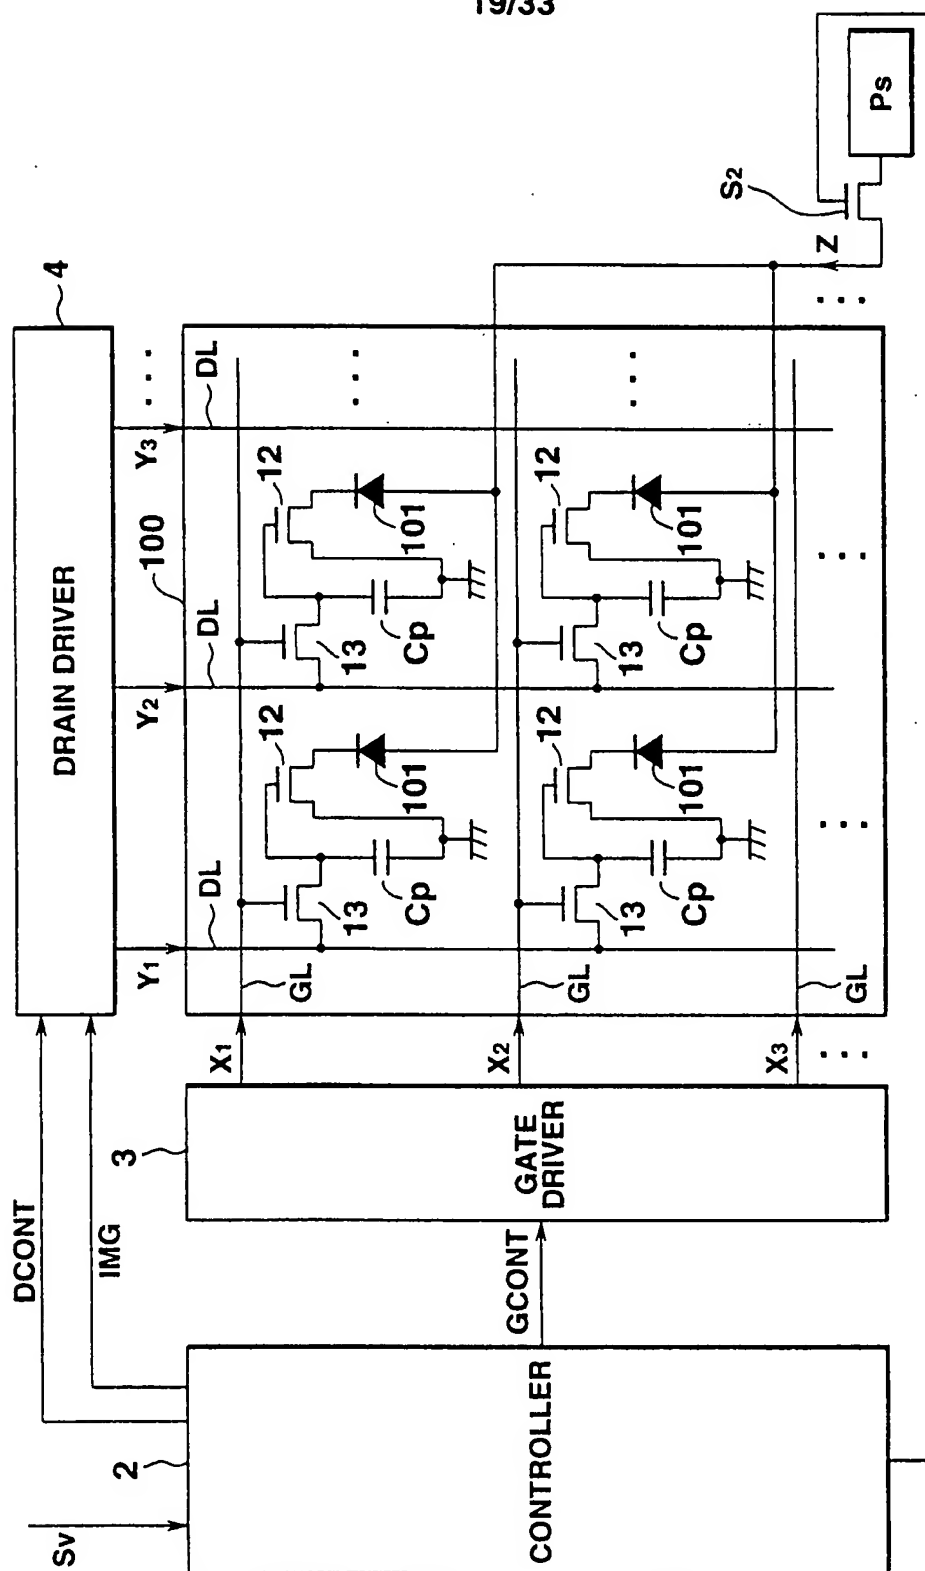 19/33
Ps
S2
Z
4
DRAIN DRIVER
100
Y1
DL
Y2
DL
Y3
DL
12
101
13
Cp
12
101
13
Cp
12
101
13
Cp
12
101
13
Cp
GL
GL
GL
X1
X2
X3
3
GATE
DRIVER
DCONT
IMG
GCONT
2
CONTROLLER
Sv